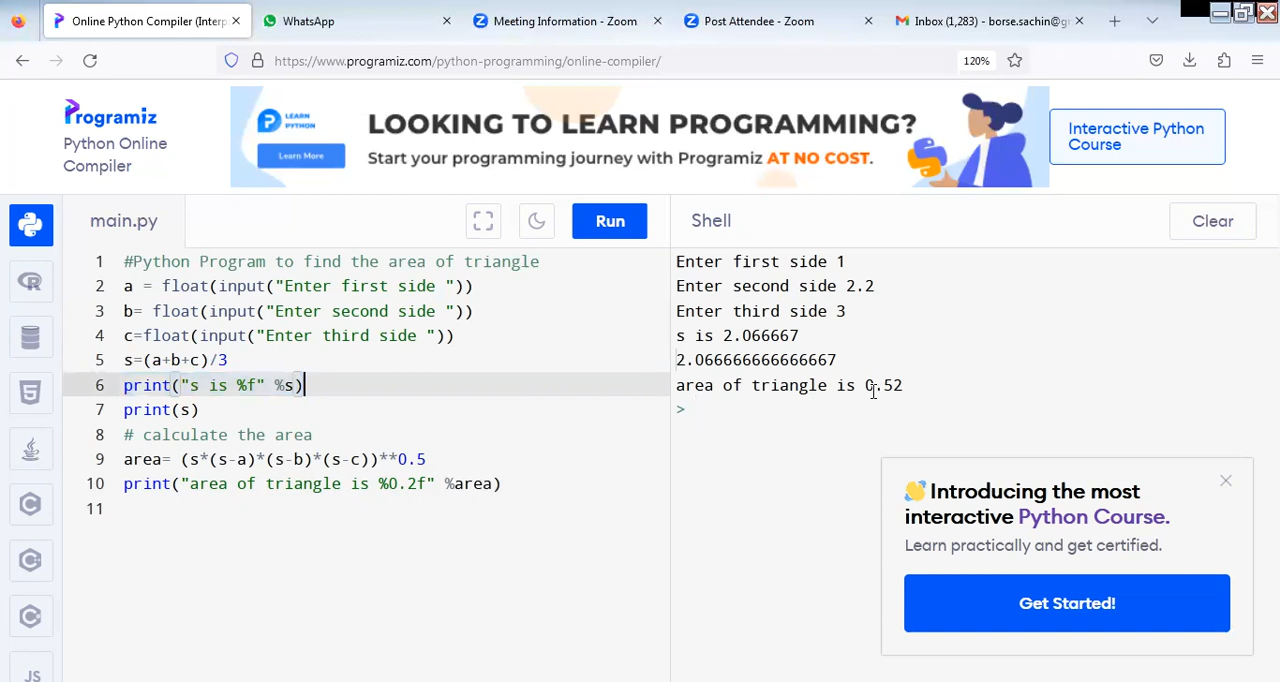 Online Python Compiler (Interp
WhatsApp
Meeting Information - Zoom
Post Attendee - Zoom
Inbox (1,283) - borse.sachin@gr
https://www.programiz.com/python-programming/online-compiler/
120%
Programiz
Python Online
Compiler
LEARN
PYTHON
Learn More
LOOKING TO LEARN PROGRAMMING?
Start your programming journey with Programiz AT NO COST.
Interactive Python
Course
main.py
Run
Shell
Clear
1 #Python Program to find the area of triangle
2 a = float(input("Enter first side "))
3 b= float(input("Enter second side "))
4 c=float(input("Enter third side "))
5 s=(a+b+c)/3
6 print("s is %f" %s)
7 print(s)
8 # calculate the area
9 area= (s*(s-a)*(s-b)*(s-c))**0.5
10 print("area of triangle is %0.2f" %area)
11
Enter first side 1
Enter second side 2.2
Enter third side 3
s is 2.066667
2.066666666666667
area of triangle is 0.52
>
Introducing the most
interactive Python Course.
Learn practically and get certified.
Get Started!
JS